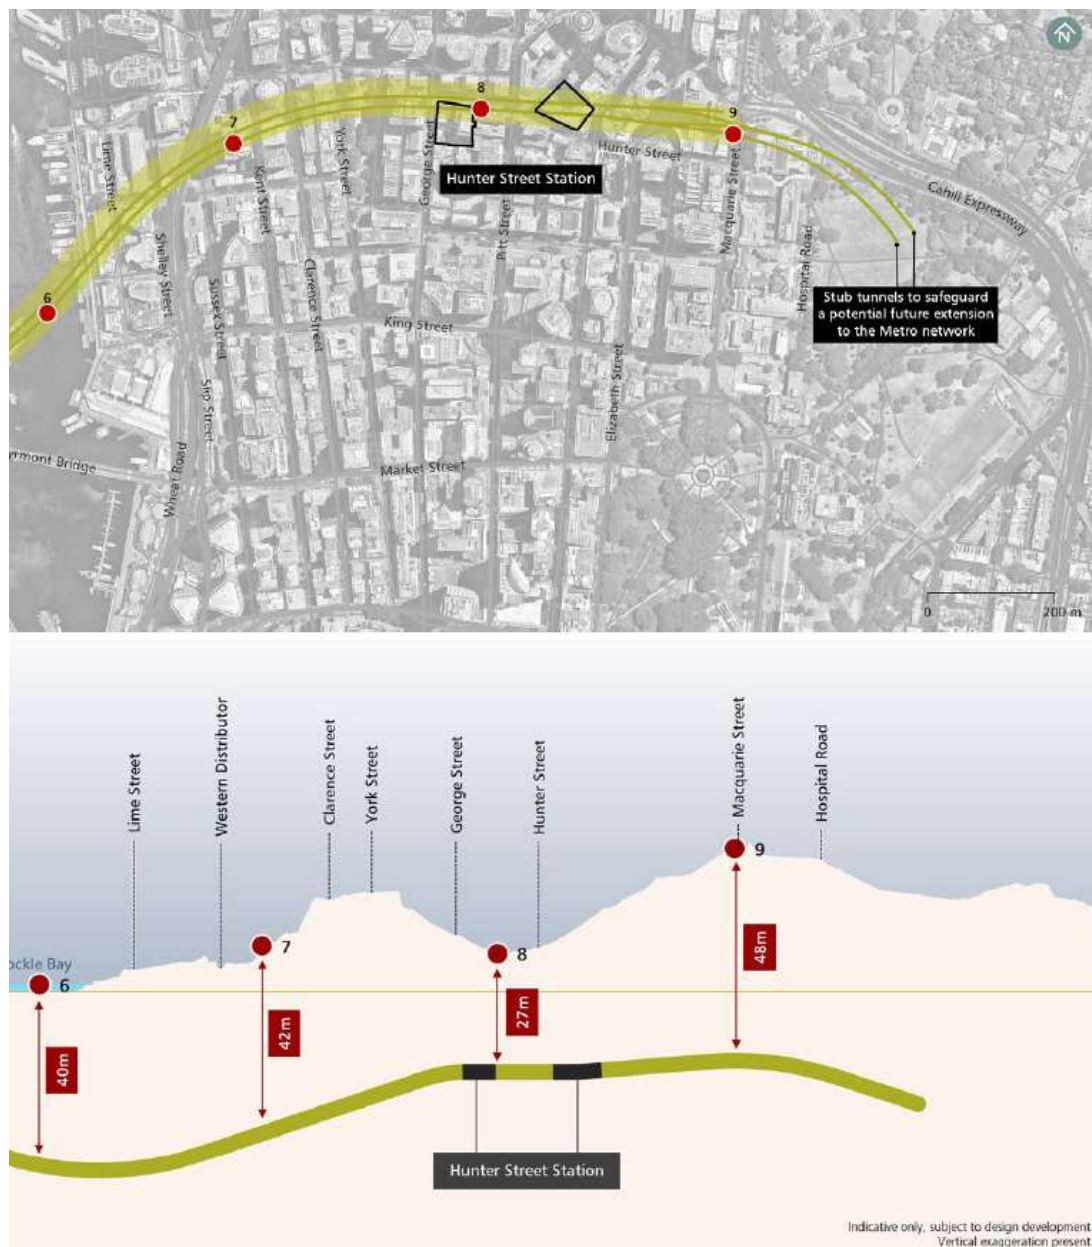 N
8
7
9
Lime Street
Kent Street
York Street
George Street
Hunter Street
Macquarie Street
Hunter Street Station
Cahill Expressway
Pitt Street
Hospital Road
Shelley Street
Sussex Street
Clarence Street
6
Stub tunnels to safeguard
a potential future extension
to the Metro network
King Street
Slip Street
Elizabeth Street
yrmont Bridge
Wheat Road
Market Street
0
200 m
Lime Street
Western Distributor
Clarence Street
York Street
George Street
Hunter Street
Macquarie Street
Hospital Road
9
7
8
ockle Bay
6
40m
42m
27m
48m
Hunter Street Station
Indicative only, subject to design development
Vertical exaggeration present